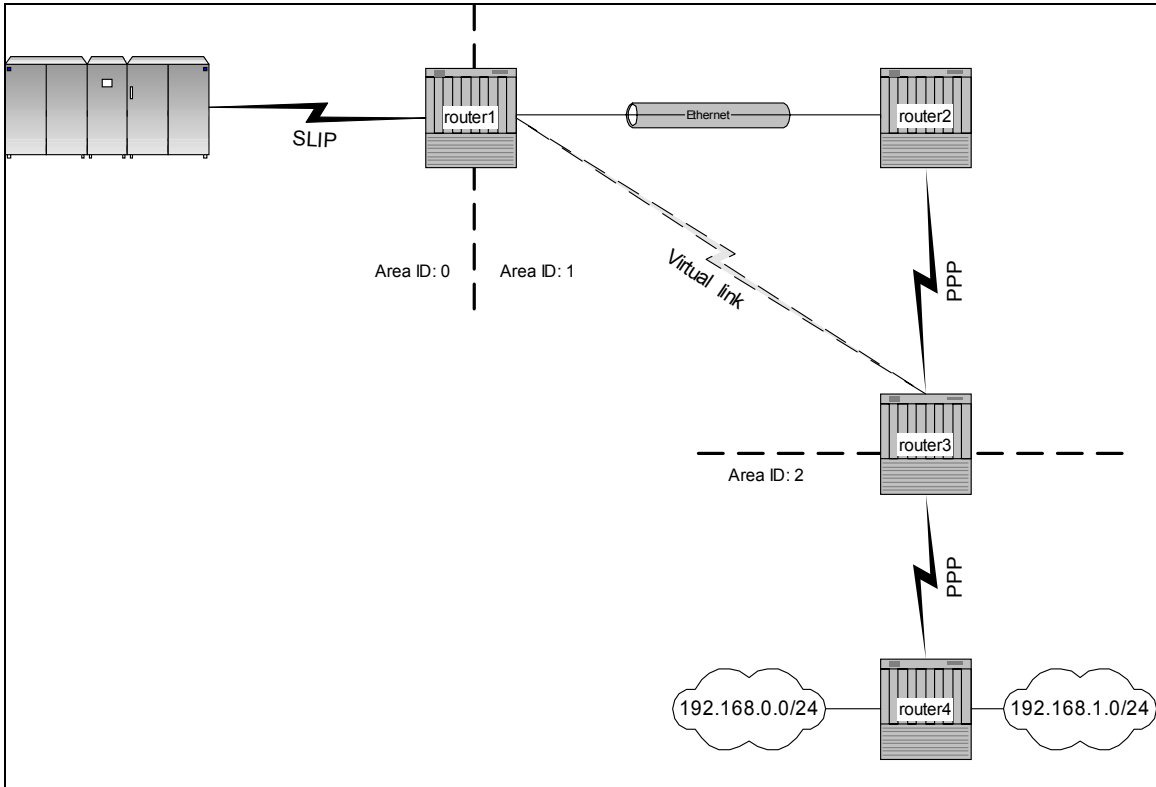 router1
Ethernet
router2
SLIP
Area ID: 0
Area ID: 1
Virtual link
PPP
router3
Area ID: 2
PPP
192.168.0.0/24
router4
192.168.1.0/24